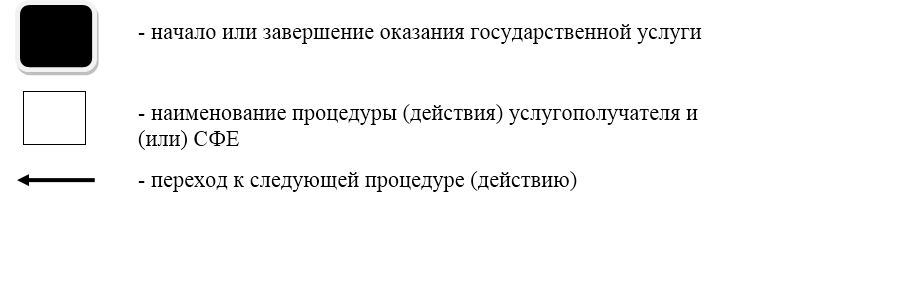 - начало или завершение оказания государственной услуги
- наименование процедуры (действия) услугополучателя и
(или) СФЕ
- переход к следующей процедуре (действию)